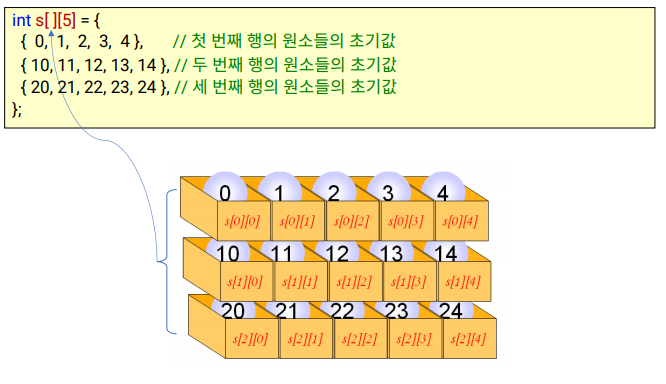 int s[ ][5] = {
{ 0, 1, 2, 3, 4 }, // 첫 번째 행의 원소들의 초기값
{ 10, 11, 12, 13, 14 }, // 두 번째 행의 원소들의 초기값
{ 20, 21, 22, 23, 24 }, // 세 번째 행의 원소들의 초기값
};
0 1 2 3 4
s[0][0] s[0][1] s[0][2] s[0][3] s[0][4]
10 11 12 13 14
s[1][0] s[1][1] s[1][2] s[1][3] s[1][4]
20 21 22 23 24
s[2][0] s[2][1] s[2][2] s[2][3] s[2][4]